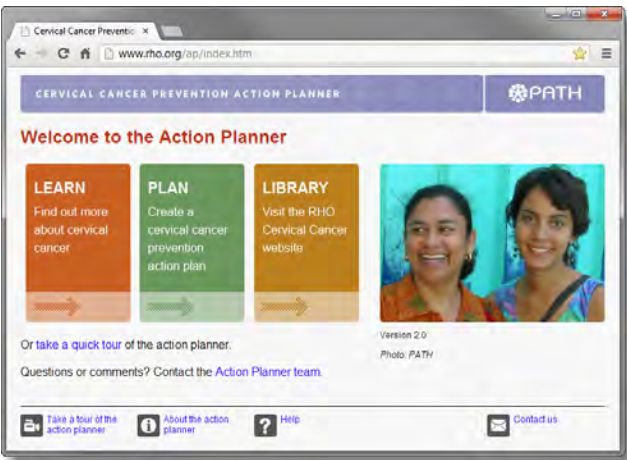 Cervical Cancer Preventio
www.rho.org/ap/index.htm
CERVICAL CANCER PREVENTION ACTION PLANNER
PATH
Welcome to the Action Planner
LEARN
Find out more
about cervical
cancer
PLAN
Create a
cervical cancer
prevention
action plan
LIBRARY
Visit the RHO
Cervical Cancer
website
Version 2.0
Photo: PATH
Or take a quick tour of the action planner.
Questions or comments? Contact the Action Planner team.
Take a tour of the
action planner
About the action
planner
Help
Contact us